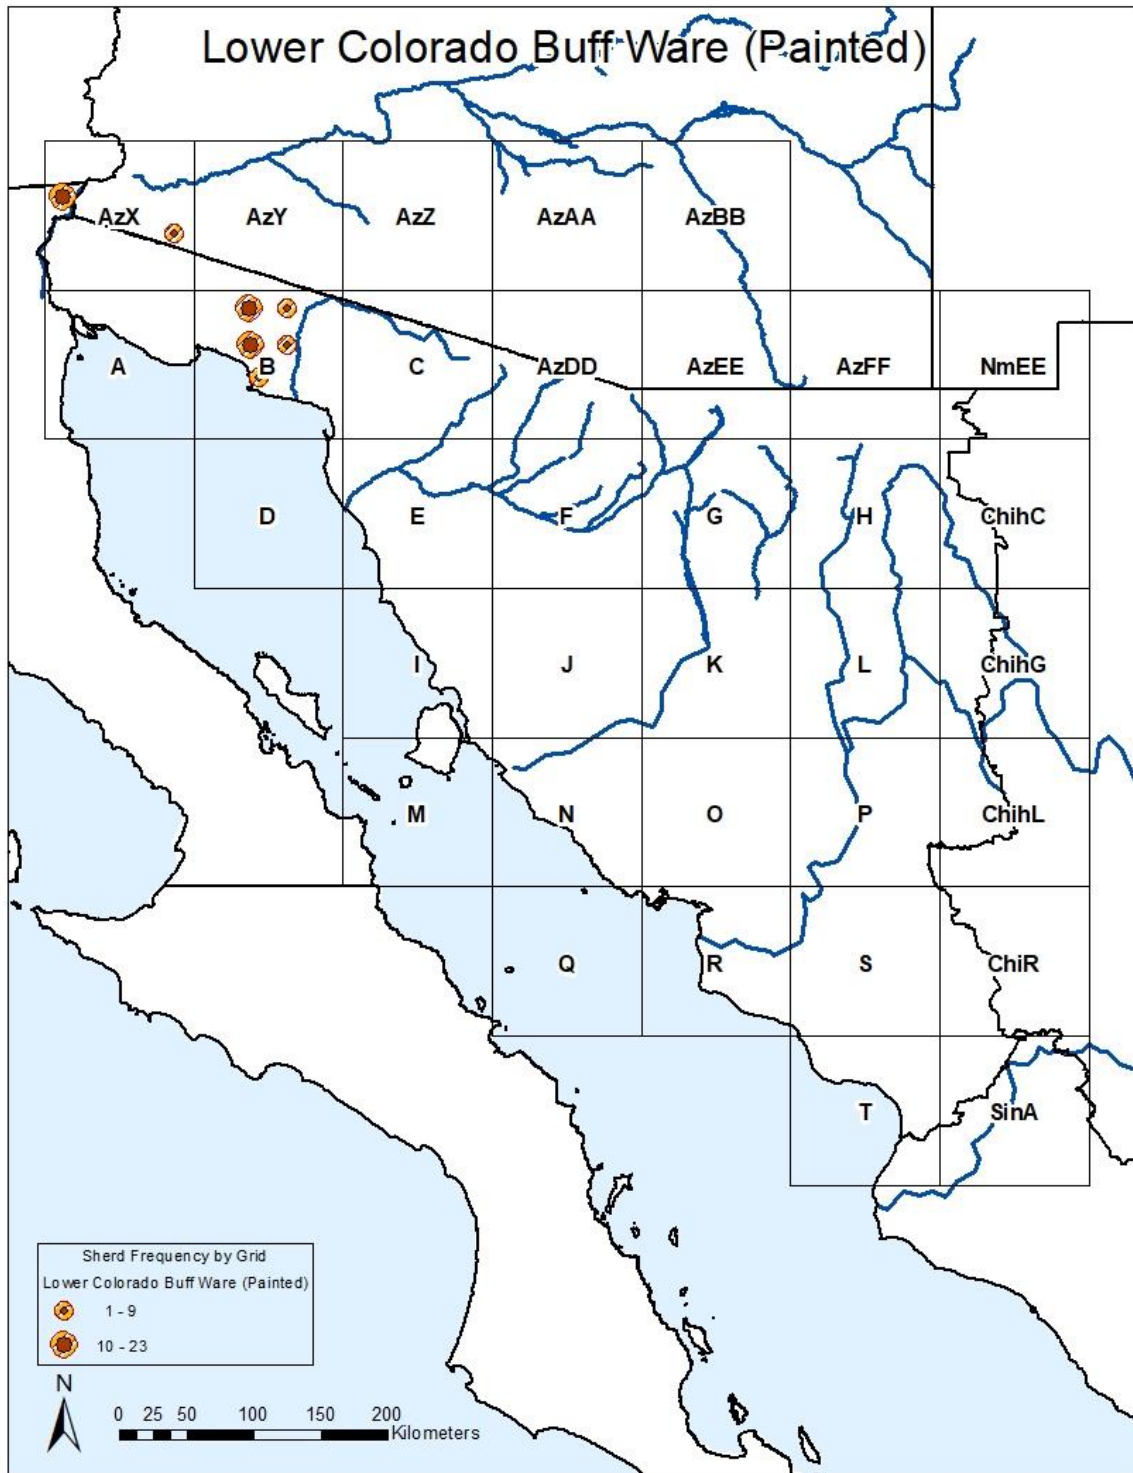 Lower Colorado Buff Ware (Painted)
AzX AzY AzZ AzAA AzBB
A B C AzDD AzEE AzFF NmEE
D E F G H ChihC
I J K L ChihG
M N O P ChihL
Q R S ChiR
T SinA
Sherd Frequency by Grid
Lower Colorado Buff Ware (Painted)
1 - 9
10 - 23
N
0 25 50 100 150 200
Kilometers